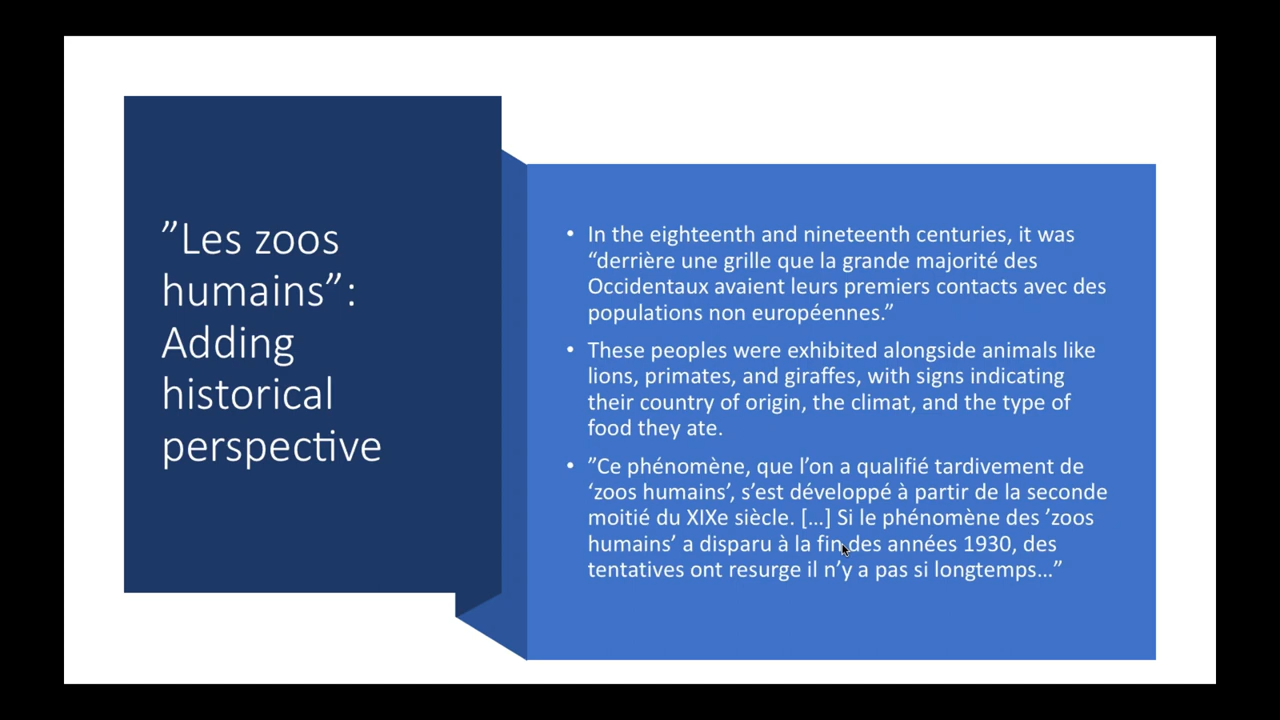 ”Les zoos
humains”:
Adding
historical
perspective
• In the eighteenth and nineteenth centuries, it was
“derrière une grille que la grande majorité des
Occidentaux avaient leurs premiers contacts avec des
populations non européennes.”
• These peoples were exhibited alongside animals like
lions, primates, and giraffes, with signs indicating
their country of origin, the climat, and the type of
food they ate.
• ”Ce phénomène, que l’on a qualifié tardivement de
‘zoos humains’, s’est développé à partir de la seconde
moitié du XIXe siècle. […] Si le phénomène des ’zoos
humains’ a disparu à la fin des années 1930, des
tentatives ont resurge il n’y a pas si longtemps…”